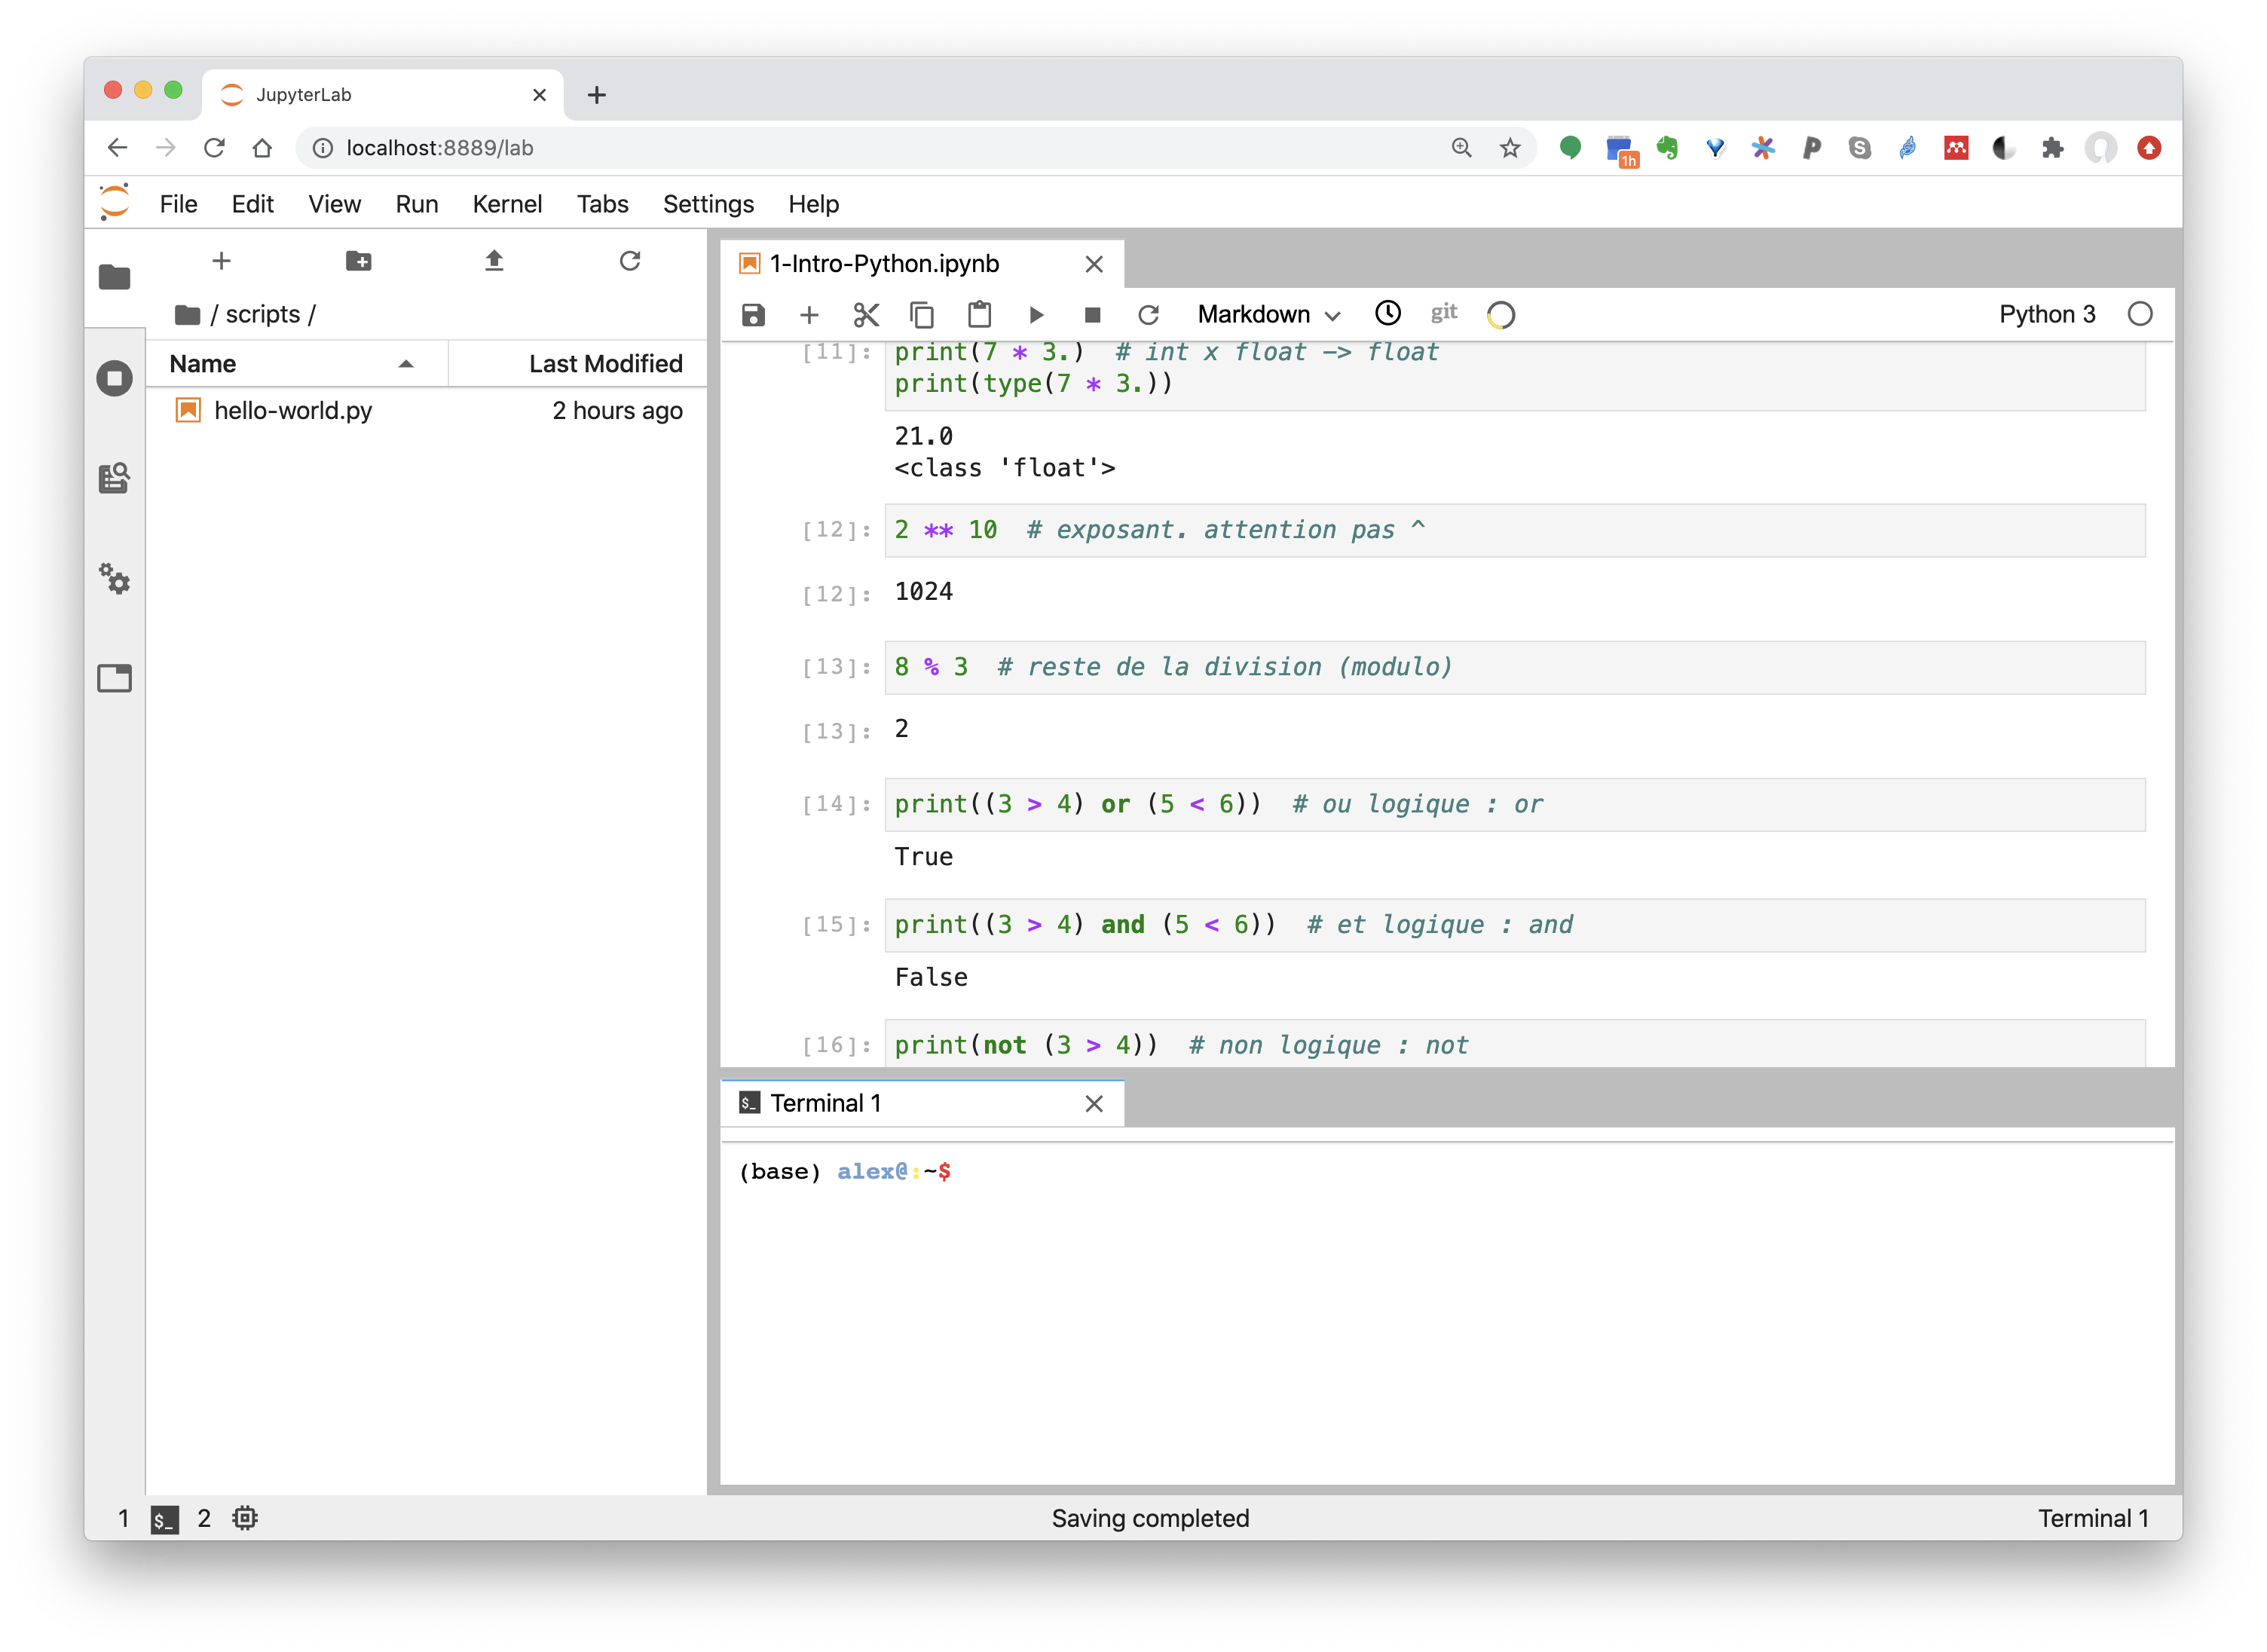 JupyterLab
localhost:8889/lab
1h
File Edit View Run Kernel Tabs Settings Help
/ scripts /
Name Last Modified
hello-world.py 2 hours ago
1-Intro-Python.ipynb
Markdown git Python 3
[11]: print(7 * 3.)  # int x float -> float
print(type(7 * 3.))
21.0
<class 'float'>
[12]: 2 ** 10  # exposant. attention pas ^
[12]: 1024
[13]: 8 % 3  # reste de la division (modulo)
[13]: 2
[14]: print((3 > 4) or (5 < 6))  # ou logique : or
True
[15]: print((3 > 4) and (5 < 6))  # et logique : and
False
[16]: print(not (3 > 4))  # non logique : not
$_ Terminal 1
(base) alex@:~$
1 $_ 2 Saving completed Terminal 1